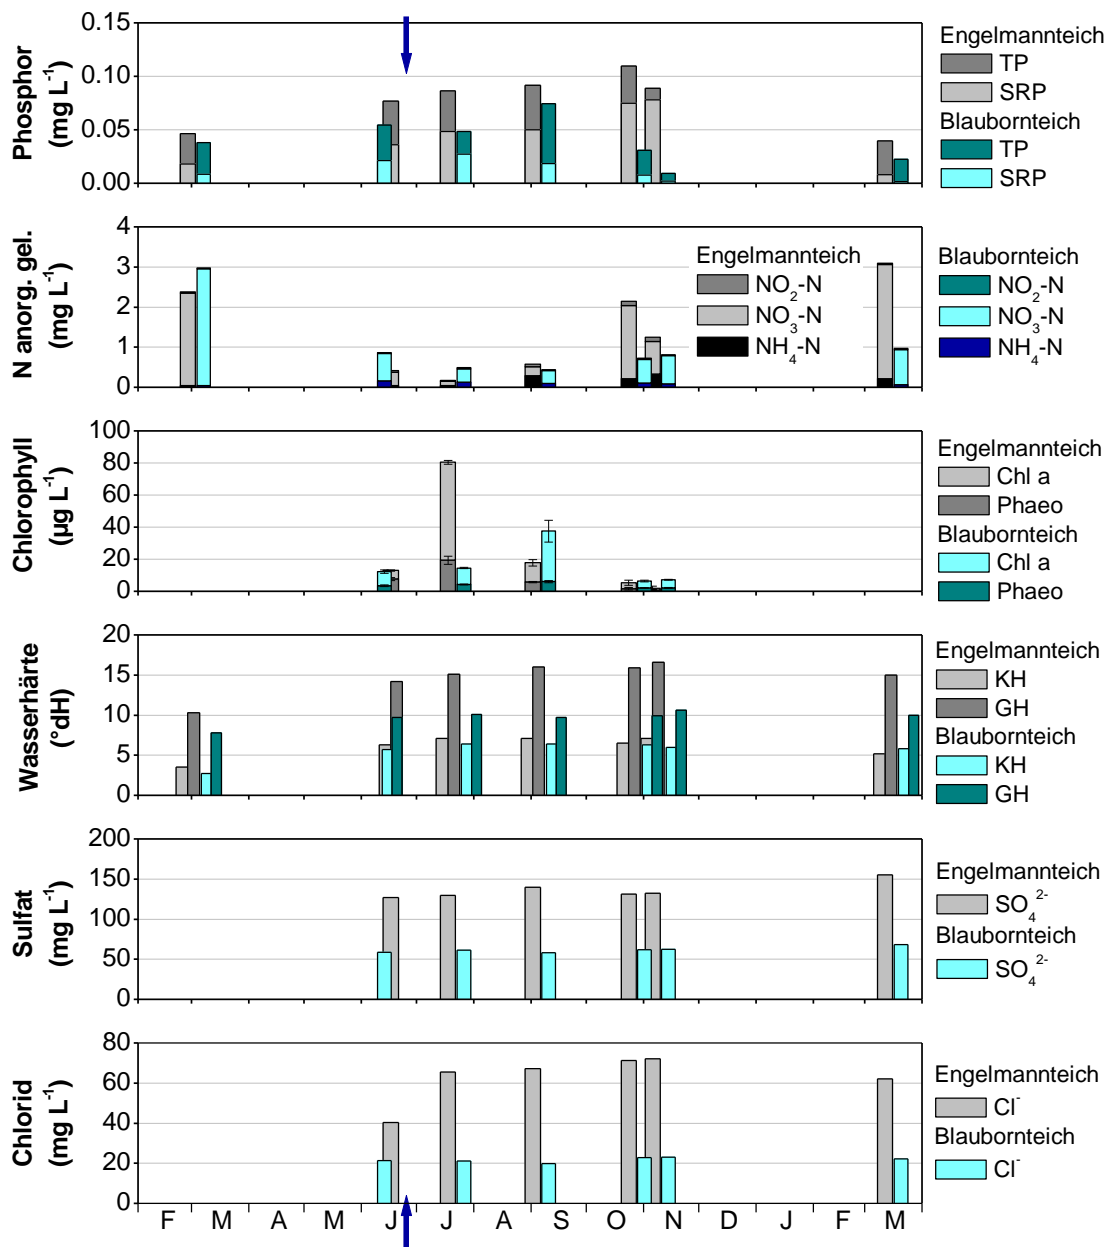 Phosphor
(mg L⁻¹)
0.15
0.10
0.05
0.00
Engelmannteich
TP
SRP
Blaubornteich
TP
SRP
N anorg. gel.
(mg L⁻¹)
4
3
2
1
0
Engelmannteich
NO₂-N
NO₃-N
NH₄-N
Blaubornteich
NO₂-N
NO₃-N
NH₄-N
Chlorophyll
(µg L⁻¹)
100
80
60
40
20
0
Engelmannteich
Chl a
Phaeo
Blaubornteich
Chl a
Phaeo
Wasserhärte
(°dH)
20
15
10
5
0
Engelmannteich
KH
GH
Blaubornteich
KH
GH
Sulfat
(mg L⁻¹)
200
150
100
50
0
Engelmannteich
SO₄²⁻
Blaubornteich
SO₄²⁻
Chlorid
(mg L⁻¹)
80
60
40
20
0
Engelmannteich
Cl⁻
Blaubornteich
Cl⁻
F M A M J J A S O N D J F M